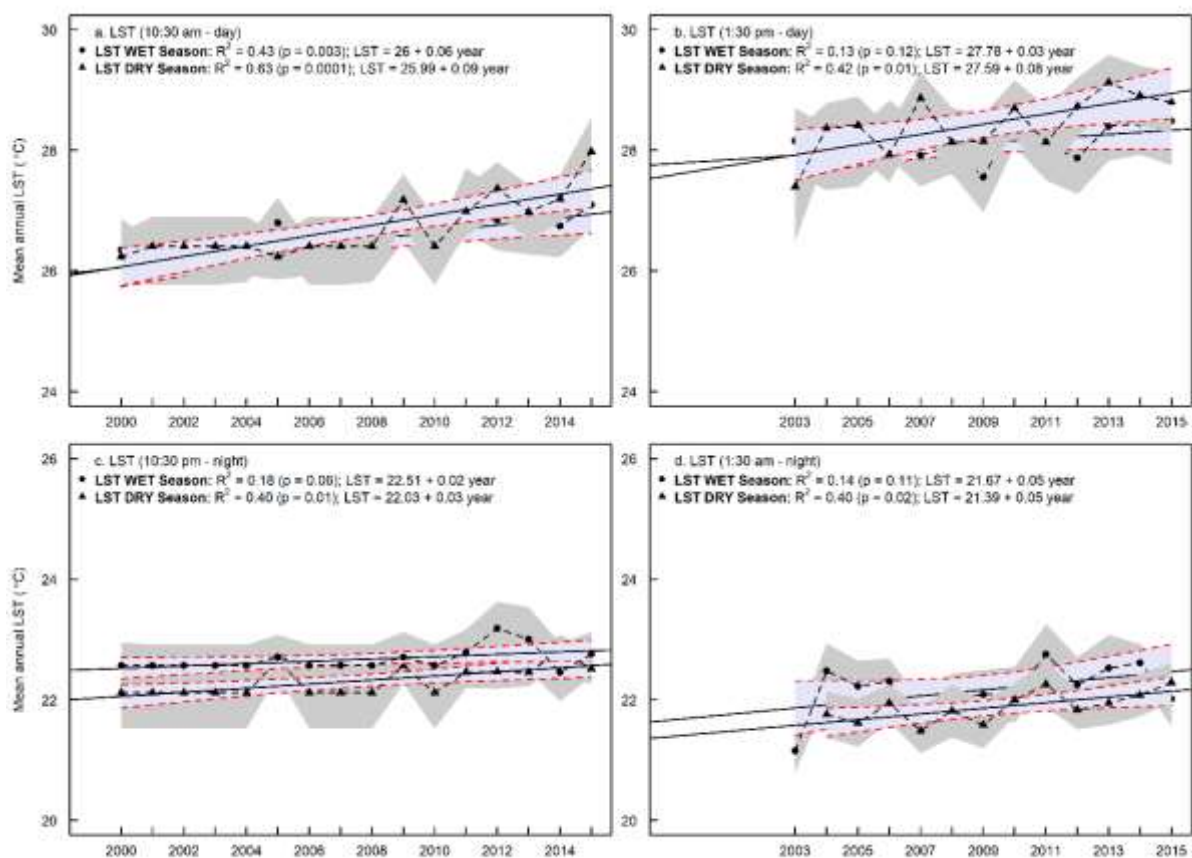 a. LST (10:30 am - day)
LST WET Season: R² = 0.43 (p = 0.003); LST = 26 + 0.06 year
LST DRY Season: R² = 0.63 (p = 0.0001); LST = 25.99 + 0.09 year
30
28
26
24
Mean annual LST (°C)
2000 2002 2004 2006 2008 2010 2012 2014
b. LST (1:30 pm - day)
LST WET Season: R² = 0.13 (p = 0.12); LST = 27.78 + 0.03 year
LST DRY Season: R² = 0.42 (p = 0.01); LST = 27.59 + 0.08 year
30
28
26
24
2003 2005 2007 2009 2011 2013 2015
c. LST (10:30 pm - night)
LST WET Season: R² = 0.18 (p = 0.06); LST = 22.51 + 0.02 year
LST DRY Season: R² = 0.40 (p = 0.01); LST = 22.03 + 0.03 year
26
24
22
20
Mean annual LST (°C)
2000 2002 2004 2006 2008 2010 2012 2014
d. LST (1:30 am - night)
LST WET Season: R² = 0.14 (p = 0.11); LST = 21.67 + 0.05 year
LST DRY Season: R² = 0.40 (p = 0.02); LST = 21.39 + 0.05 year
26
24
22
20
2003 2005 2007 2009 2011 2013 2015